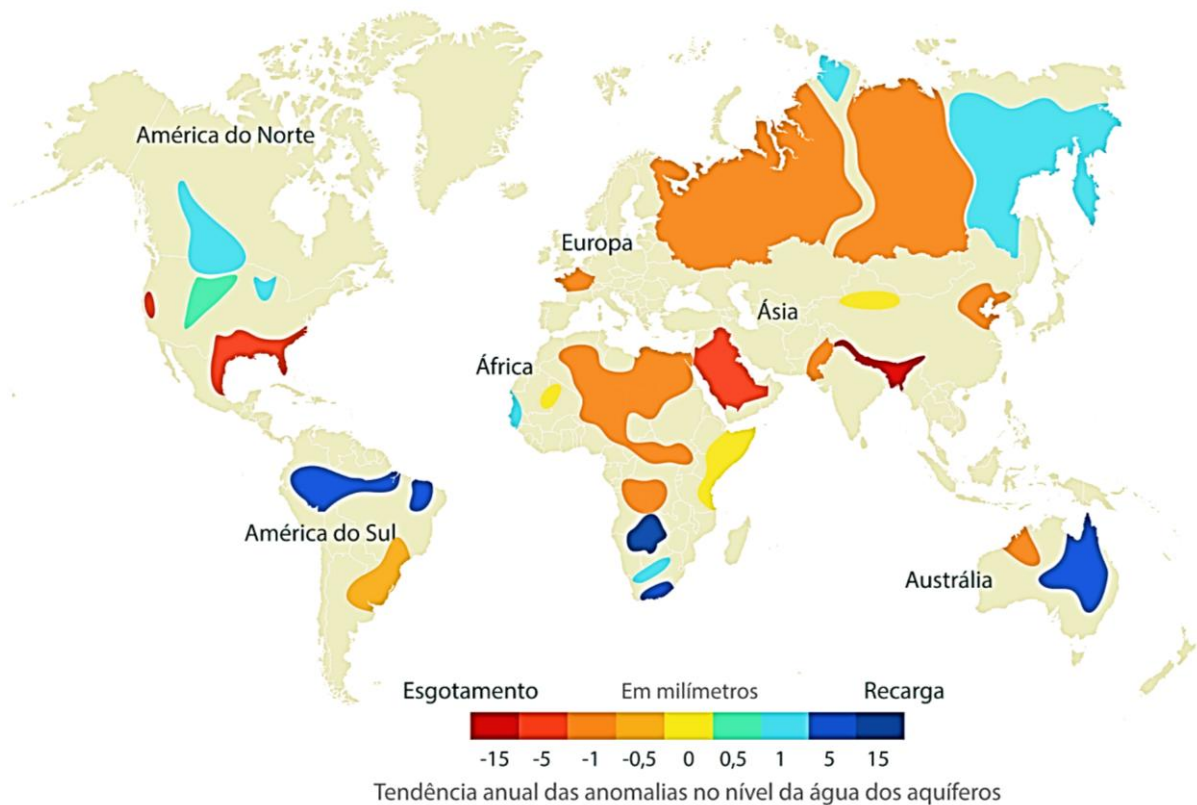 América do Norte
Europa
Ásia
África
América do Sul
Austrália
Esgotamento Em milímetros Recarga
-15 -5 -1 -0,5 0 0,5 1 5 15
Tendência anual das anomalias no nível da água dos aquíferos